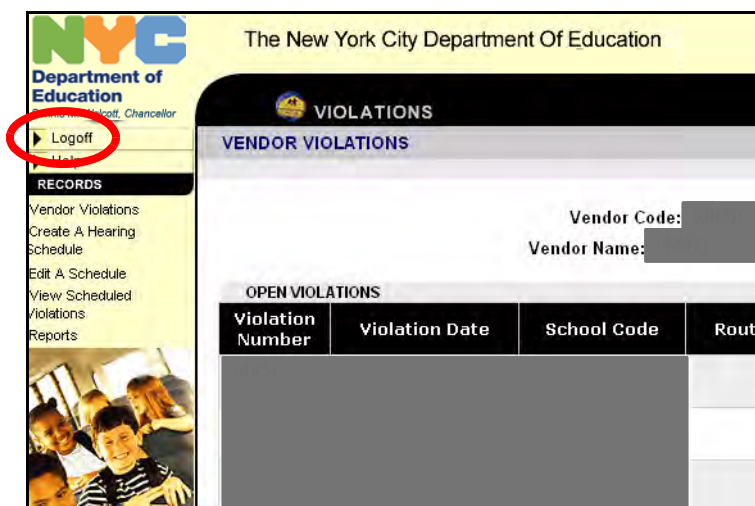 NYC
Department of
Education
Chancellor
The New York City Department Of Education
Logoff
VIOLATIONS
VENDOR VIOLATIONS
RECORDS
Vendor Violations
Create A Hearing
Schedule
Edit A Schedule
View Scheduled
Violations
Reports
Vendor Code:
Vendor Name:
OPEN VIOLATIONS
Violation
Number
Violation Date
School Code
Rout